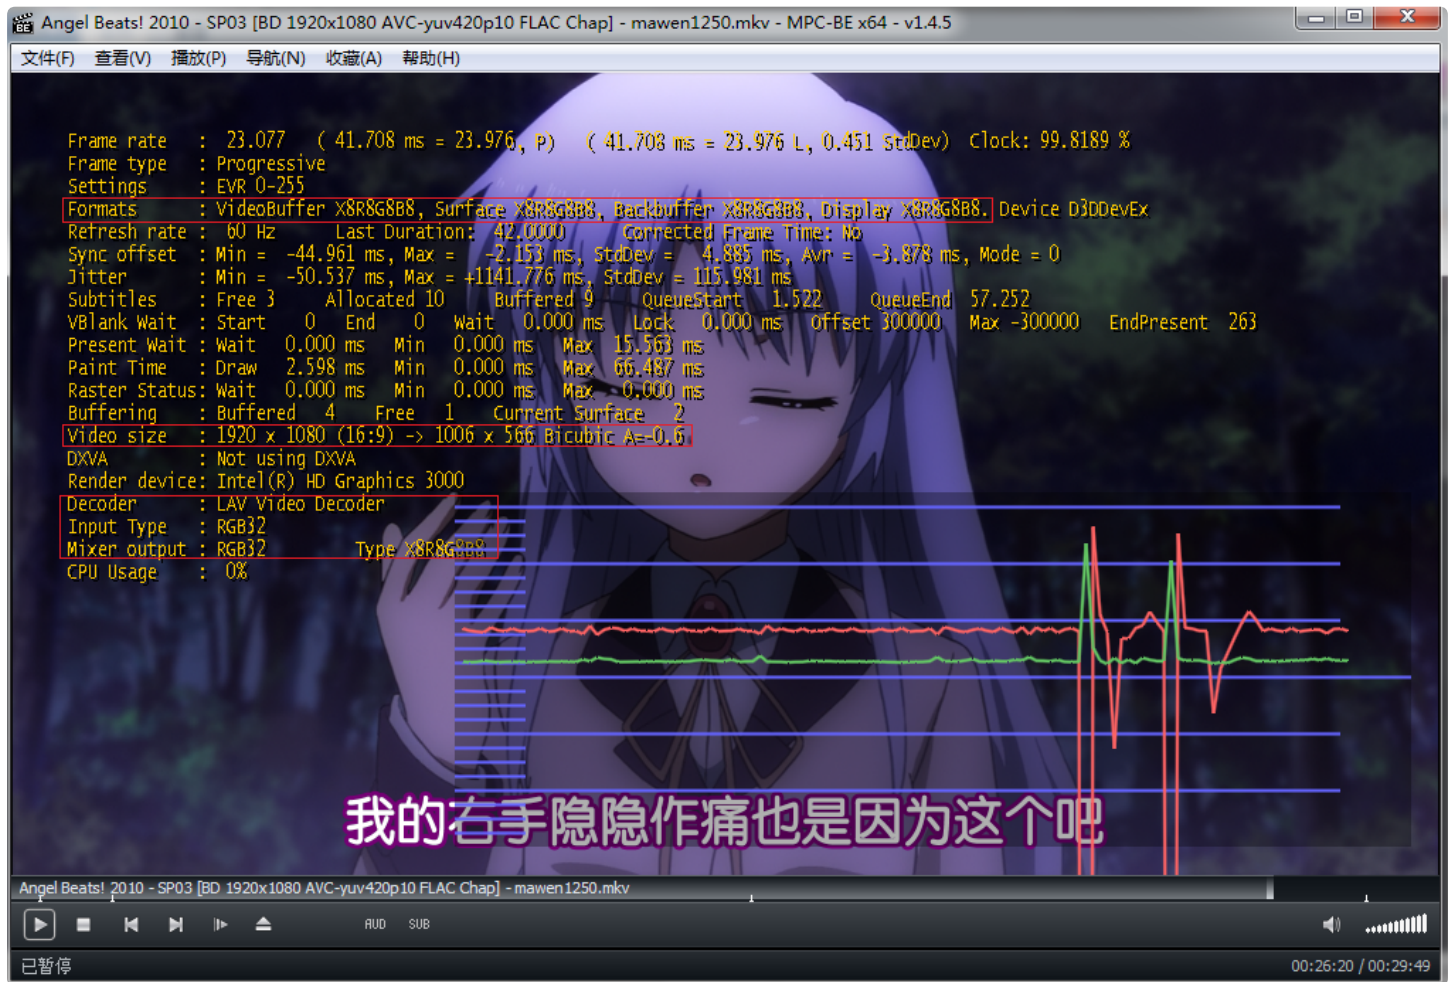 Angel Beats! 2010 - SP03 [BD 1920x1080 AVC-yuv420p10 FLAC Chap] - mawen1250.mkv - MPC-BE x64 - v1.4.5
文件(F) 查看(V) 播放(P) 导航(N) 收藏(A) 帮助(H)
Frame rate : 23.077 ( 41.708 ms = 23.976, P) ( 41.708 ms = 23.976 L, 0.451 StdDev) Clock: 99.8189 %
Frame type : Progressive
Settings : EVR 0-255
Formats : VideoBuffer X8R8G8B8, Surface X8R8G8B8, Backbuffer X8R8G8B8, Display X8R8G8B8. Device D3DDevEx
Refresh rate : 60 Hz Last Duration: 42.0000 Corrected Frame Time: No
Sync offset : Min = -44.961 ms, Max = -2.153 ms, StdDev = 4.885 ms, Avr = -3.878 ms, Mode = 0
Jitter : Min = -50.537 ms, Max = +1141.776 ms, StdDev = 115.981 ms
Subtitles : Free 3 Allocated 10 Buffered 9 QueueStart 1.522 QueueEnd 57.252
VBlank Wait : Start 0 End 0 Wait 0.000 ms Lock 0.000 ms Offset 300000 Max -300000 EndPresent 263
Present Wait : Wait 0.000 ms Min 0.000 ms Max 15.563 ms
Paint Time : Draw 2.598 ms Min 0.000 ms Max 66.487 ms
Raster Status: Wait 0.000 ms Min 0.000 ms Max 0.000 ms
Buffering : Buffered 4 Free 1 Current Surface 2
Video size : 1920 x 1080 (16:9) -> 1006 x 566 Bicubic A=-0.6
DXVA : Not using DXVA
Render device: Intel(R) HD Graphics 3000
Decoder : LAV Video Decoder
Input Type : RGB32
Mixer output : RGB32 Type X8R8G8B8
CPU Usage : 0%
我的右手隐隐作痛也是因为这个吧
Angel Beats! 2010 - SP03 [BD 1920x1080 AVC-yuv420p10 FLAC Chap] - mawen1250.mkv
AUD SUB
已暂停 00:26:20 / 00:29:49